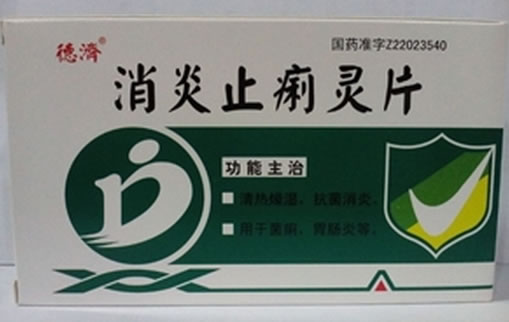 德濟®
国药准字Z22023540
消炎止痢灵片
功能主治
清热燥湿，抗菌消炎。
用于菌痢，胃肠炎等。